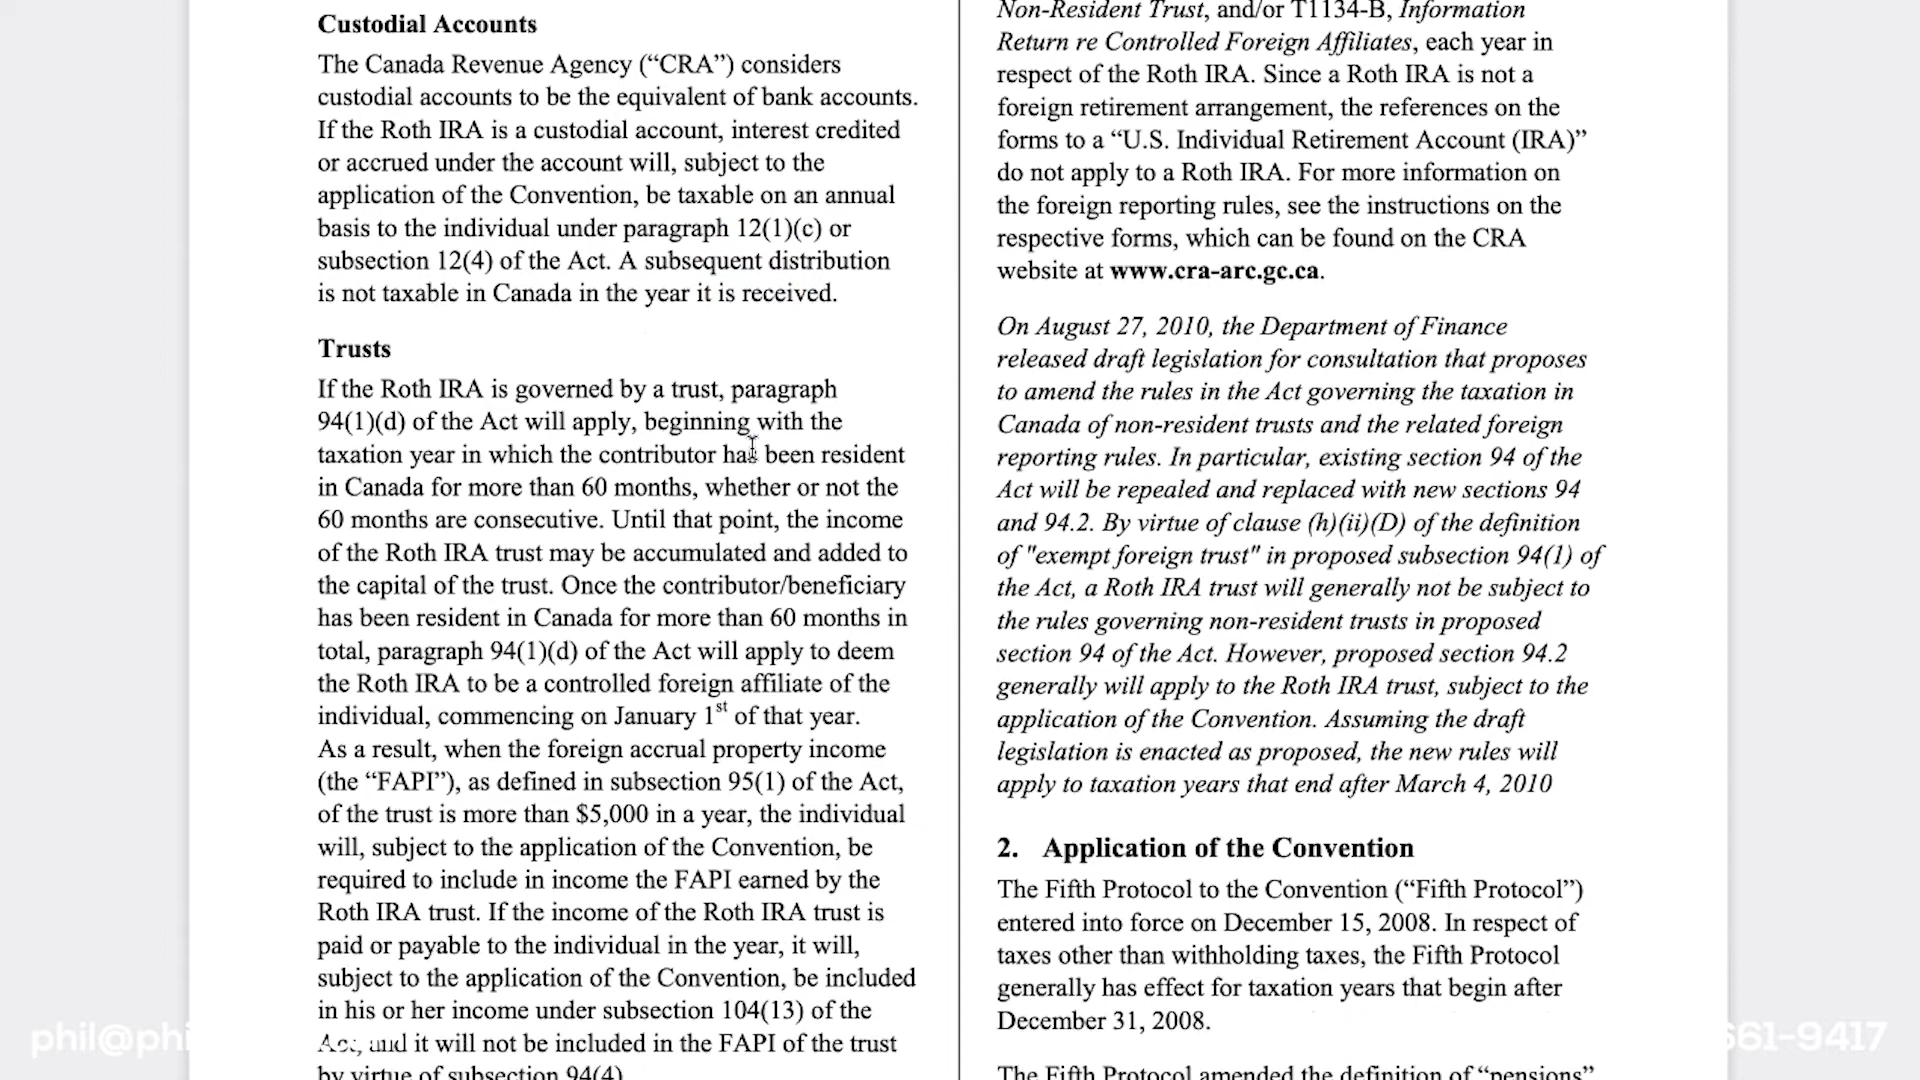 Custodial Accounts
The Canada Revenue Agency (“CRA”) considers
custodial accounts to be the equivalent of bank accounts.
If the Roth IRA is a custodial account, interest credited
or accrued under the account will, subject to the
application of the Convention, be taxable on an annual
basis to the individual under paragraph 12(1)(c) or
subsection 12(4) of the Act. A subsequent distribution
is not taxable in Canada in the year it is received.
Trusts
If the Roth IRA is governed by a trust, paragraph
94(1)(d) of the Act will apply, beginning with the
taxation year in which the contributor has been resident
in Canada for more than 60 months, whether or not the
60 months are consecutive. Until that point, the income
of the Roth IRA trust may be accumulated and added to
the capital of the trust. Once the contributor/beneficiary
has been resident in Canada for more than 60 months in
total, paragraph 94(1)(d) of the Act will apply to deem
the Roth IRA to be a controlled foreign affiliate of the
individual, commencing on January 1st of that year.
As a result, when the foreign accrual property income
(the “FAPI”), as defined in subsection 95(1) of the Act,
of the trust is more than $5,000 in a year, the individual
will, subject to the application of the Convention, be
required to include in income the FAPI earned by the
Roth IRA trust. If the income of the Roth IRA trust is
paid or payable to the individual in the year, it will,
subject to the application of the Convention, be included
in his or her income under subsection 104(13) of the
Act, and it will not be included in the FAPI of the trust
by virtue of subsection 94(4).
Non-Resident Trust, and/or T1134-B, Information
Return re Controlled Foreign Affiliates, each year in
respect of the Roth IRA. Since a Roth IRA is not a
foreign retirement arrangement, the references on the
forms to a “U.S. Individual Retirement Account (IRA)”
do not apply to a Roth IRA. For more information on
the foreign reporting rules, see the instructions on the
respective forms, which can be found on the CRA
website at www.cra-arc.gc.ca.
On August 27, 2010, the Department of Finance
released draft legislation for consultation that proposes
to amend the rules in the Act governing the taxation in
Canada of non-resident trusts and the related foreign
reporting rules. In particular, existing section 94 of the
Act will be repealed and replaced with new sections 94
and 94.2. By virtue of clause (h)(ii)(D) of the definition
of "exempt foreign trust" in proposed subsection 94(1) of
the Act, a Roth IRA trust will generally not be subject to
the rules governing non-resident trusts in proposed
section 94 of the Act. However, proposed section 94.2
generally will apply to the Roth IRA trust, subject to the
application of the Convention. Assuming the draft
legislation is enacted as proposed, the new rules will
apply to taxation years that end after March 4, 2010
2. Application of the Convention
The Fifth Protocol to the Convention (“Fifth Protocol”)
entered into force on December 15, 2008. In respect of
taxes other than withholding taxes, the Fifth Protocol
generally has effect for taxation years that begin after
December 31, 2008.
The Fifth Protocol amended the definition of “pensions”
phil@phi
661-9417